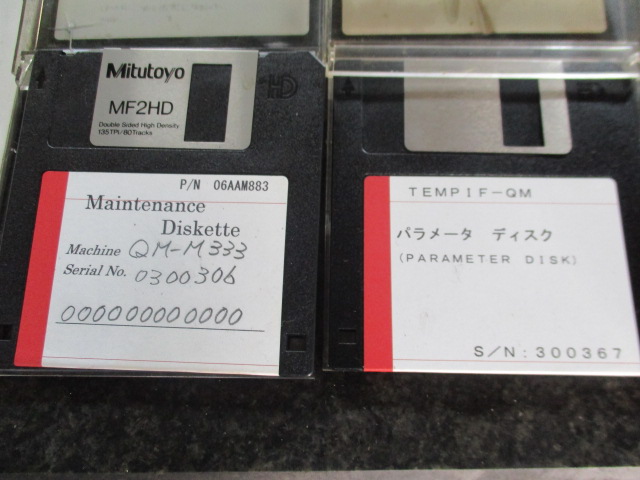 Mitutoyo
MF2HD
Double Sided High Density
135TPI/80Tracks
HD
P/N 06AAM883
Maintenance
Diskette
Machine QM-M333
Serial No. 0300306
000000000000
TEMPIF-QM
パラメータ ディスク
(PARAMETER DISK)
S/N:300367